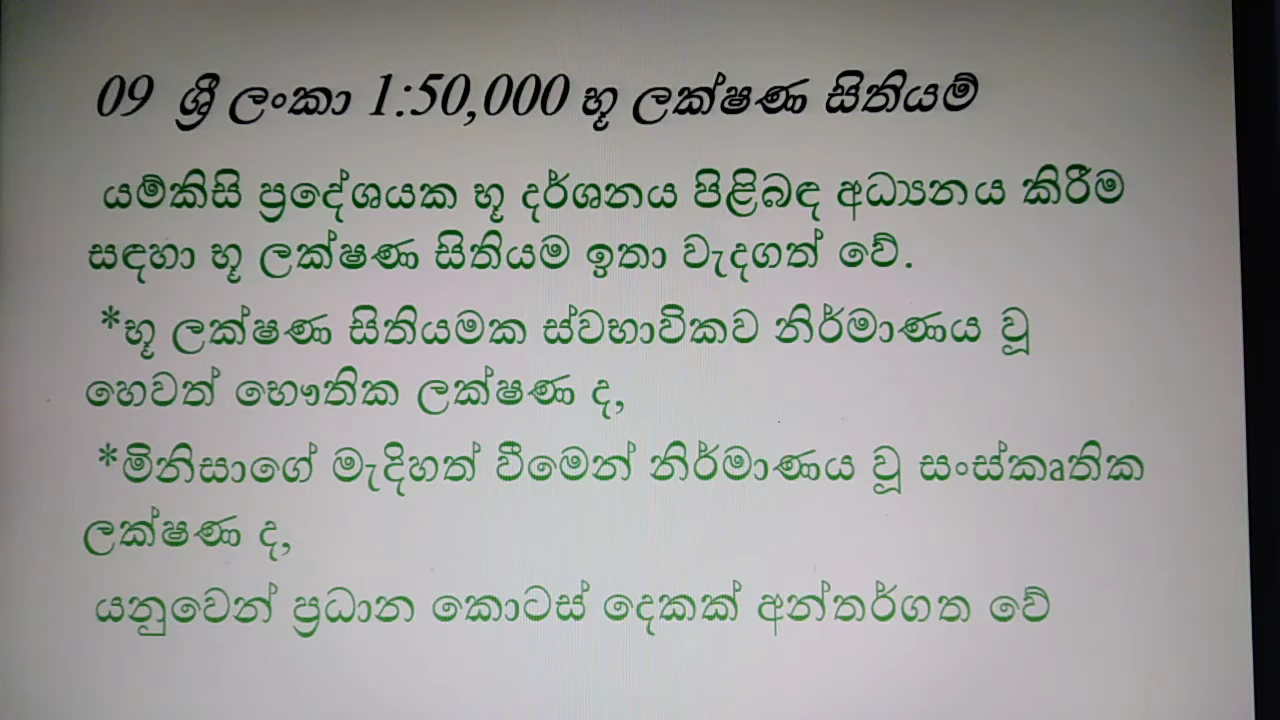 09 ශ්‍රී ලංකා 1:50,000 භූ ලක්ෂණ සිතියම්
යම්කිසි ප්‍රදේශයක භූ දර්ශනය පිළිබඳ අධ්‍යනය කිරීම
සඳහා භූ ලක්ෂණ සිතියම ඉතා වැදගත් වේ.
*භූ ලක්ෂණ සිතියමක ස්වභාවිකව නිර්මාණය වූ
හෙවත් භෞතික ලක්ෂණ ද,
*මිනිසාගේ මැදිහත් වීමෙන් නිර්මාණය වූ සංස්කෘතික
ලක්ෂණ ද,
යනුවෙන් ප්‍රධාන කොටස් දෙකක් අන්තර්ගත වේ